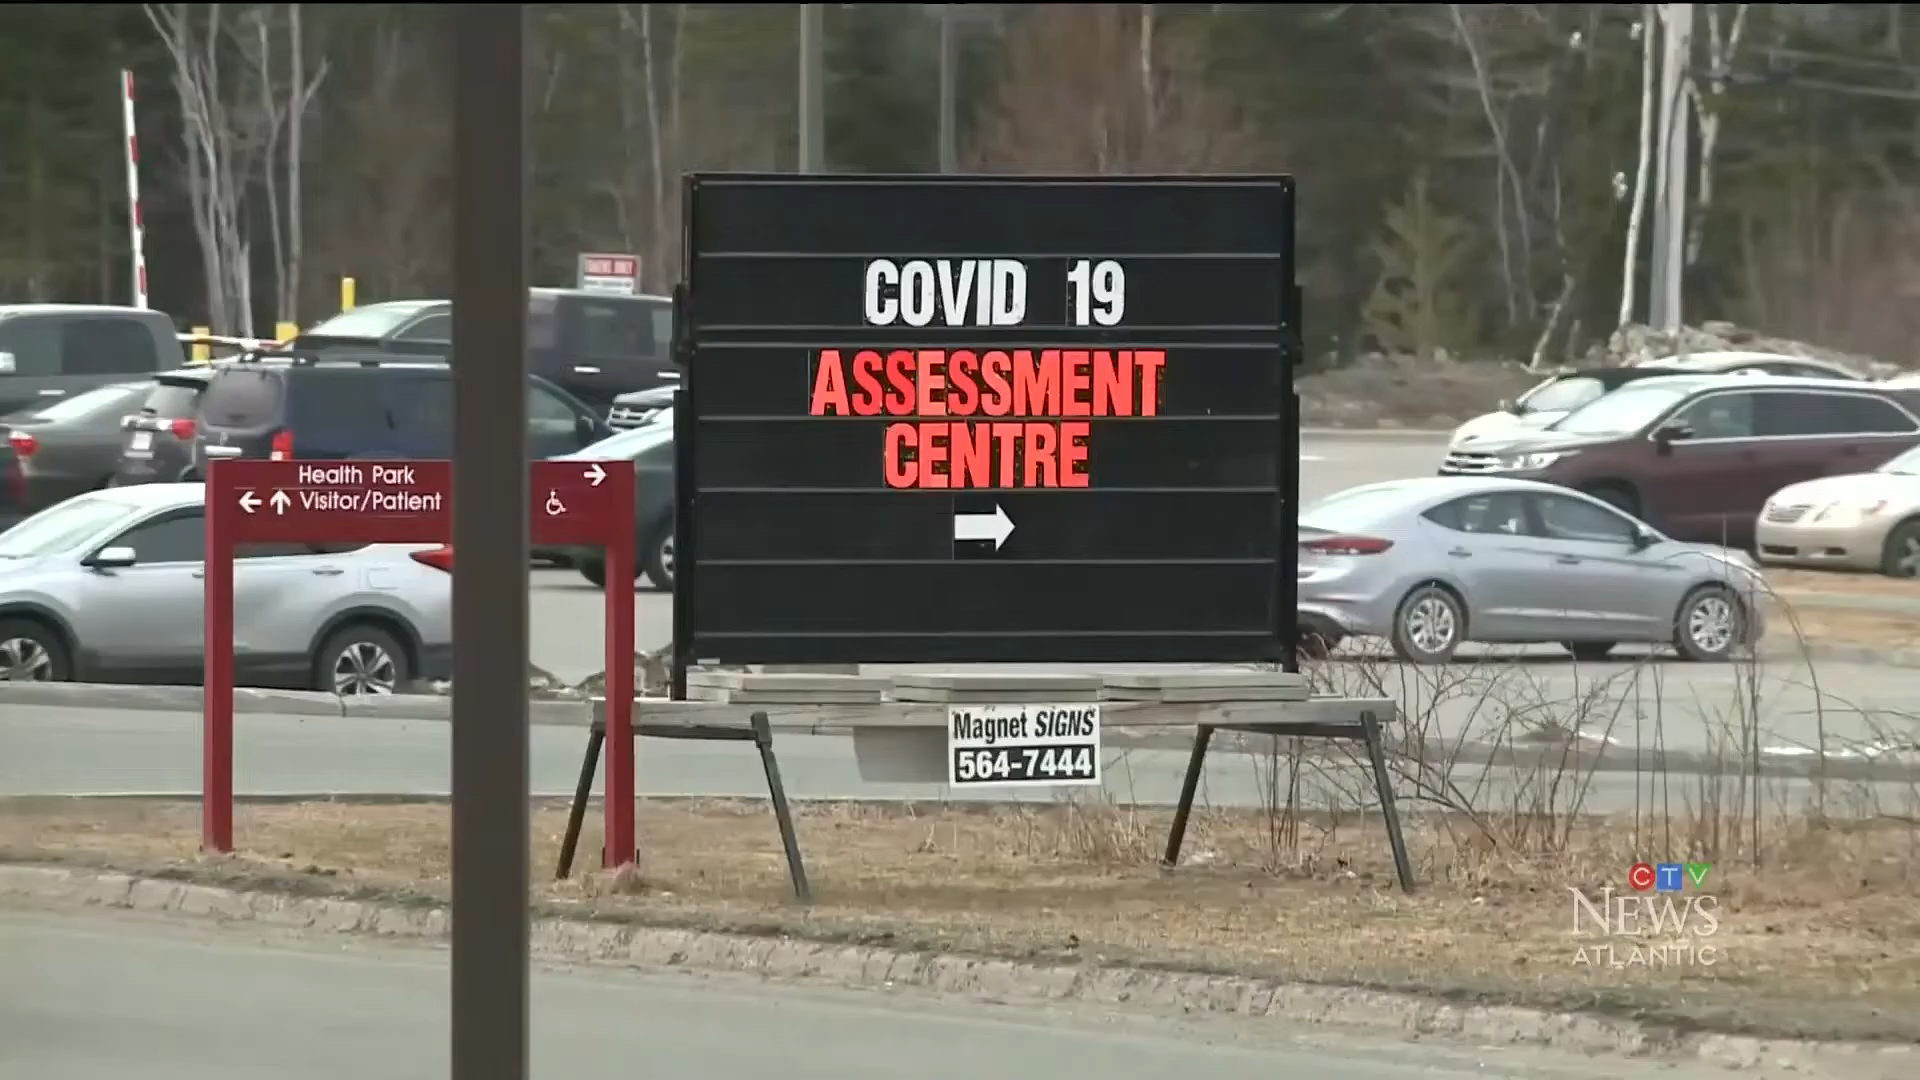 COVID 19
ASSESSMENT
CENTRE
Health Park
Visitor/Patient
Magnet SIGNS
564-7444
CTV
NEWS
ATLANTIC